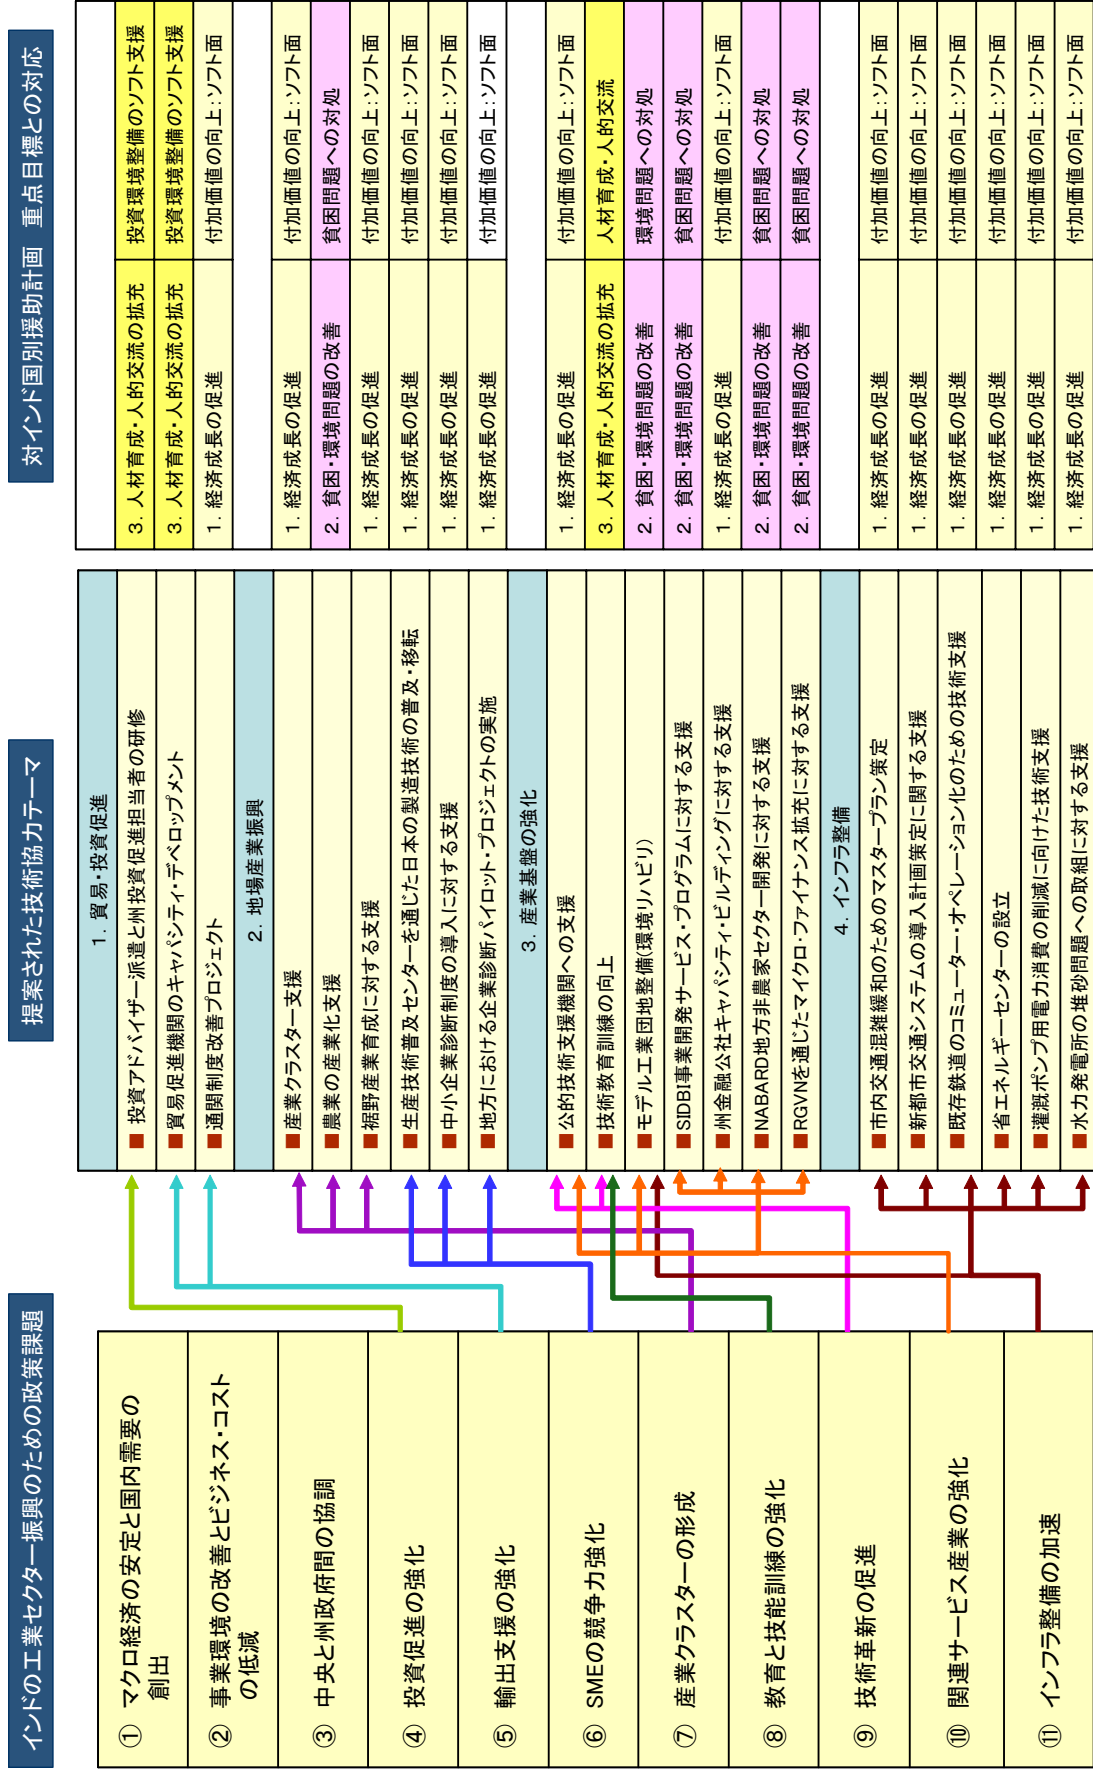 インドの工業セクター振興のための政策課題
① マクロ経済の安定と国内需要の
創出
② 事業環境の改善とビジネス・コスト
の低減
③ 中央と州政府間の協調
④ 投資促進の強化
⑤ 輸出支援の強化
⑥ SMEの競争力強化
⑦ 産業クラスターの形成
⑧ 教育と技能訓練の強化
⑨ 技術革新の促進
⑩ 関連サービス産業の強化
⑪ インフラ整備の加速
提案された技術協力テーマ
1. 貿易・投資促進
■投資アドバイザー派遣と州投資促進担当者の研修
■貿易促進機関のキャパシティ・デベロップメント
■通関制度改善プロジェクト
2. 地場産業振興
■産業クラスター支援
■農業の産業化支援
■裾野産業育成に対する支援
■生産技術普及センターを通じた日本の製造技術の普及・移転
■中小企業診断制度の導入に対する支援
■地方における企業診断パイロット・プロジェクトの実施
3. 産業基盤の強化
■公的技術支援機関への支援
■技術教育訓練の向上
■モデル工業団地整備(環境リハビリ)
■SIDBI事業開発サービス・プログラムに対する支援
■州金融公社キャパシティ・ビルディングに対する支援
■NABARD地方非農家セクター開発に対する支援
■RGVNを通じたマイクロ・ファイナンス拡充に対する支援
4. インフラ整備
■市内交通混雑緩和のためのマスタープラン策定
■新都市交通システムの導入計画策定に関する支援
■既存鉄道のコミューター・オペレーション化のための技術支援
■省エネルギーセンターの設立
■灌漑ポンプ用電力消費の削減に向けた技術支援
■水力発電所の堆砂問題への取組に対する支援
対インド国別援助計画 重点目標との対応
3. 人材育成・人的交流の拡充 投資環境整備のソフト支援
3. 人材育成・人的交流の拡充 投資環境整備のソフト支援
1. 経済成長の促進 付加価値の向上:ソフト面
1. 経済成長の促進 付加価値の向上:ソフト面
2. 貧困・環境問題の改善 貧困問題への対処
1. 経済成長の促進 付加価値の向上:ソフト面
1. 経済成長の促進 付加価値の向上:ソフト面
1. 経済成長の促進 付加価値の向上:ソフト面
1. 経済成長の促進 付加価値の向上:ソフト面
1. 経済成長の促進 付加価値の向上:ソフト面
3. 人材育成・人的交流の拡充 人材育成・人的交流
2. 貧困・環境問題の改善 環境問題への対処
2. 貧困・環境問題の改善 貧困問題への対処
1. 経済成長の促進 付加価値の向上:ソフト面
2. 貧困・環境問題の改善 貧困問題への対処
2. 貧困・環境問題の改善 貧困問題への対処
1. 経済成長の促進 付加価値の向上:ソフト面
1. 経済成長の促進 付加価値の向上:ソフト面
1. 経済成長の促進 付加価値の向上:ソフト面
1. 経済成長の促進 付加価値の向上:ソフト面
1. 経済成長の促進 付加価値の向上:ソフト面
1. 経済成長の促進 付加価値の向上:ソフト面